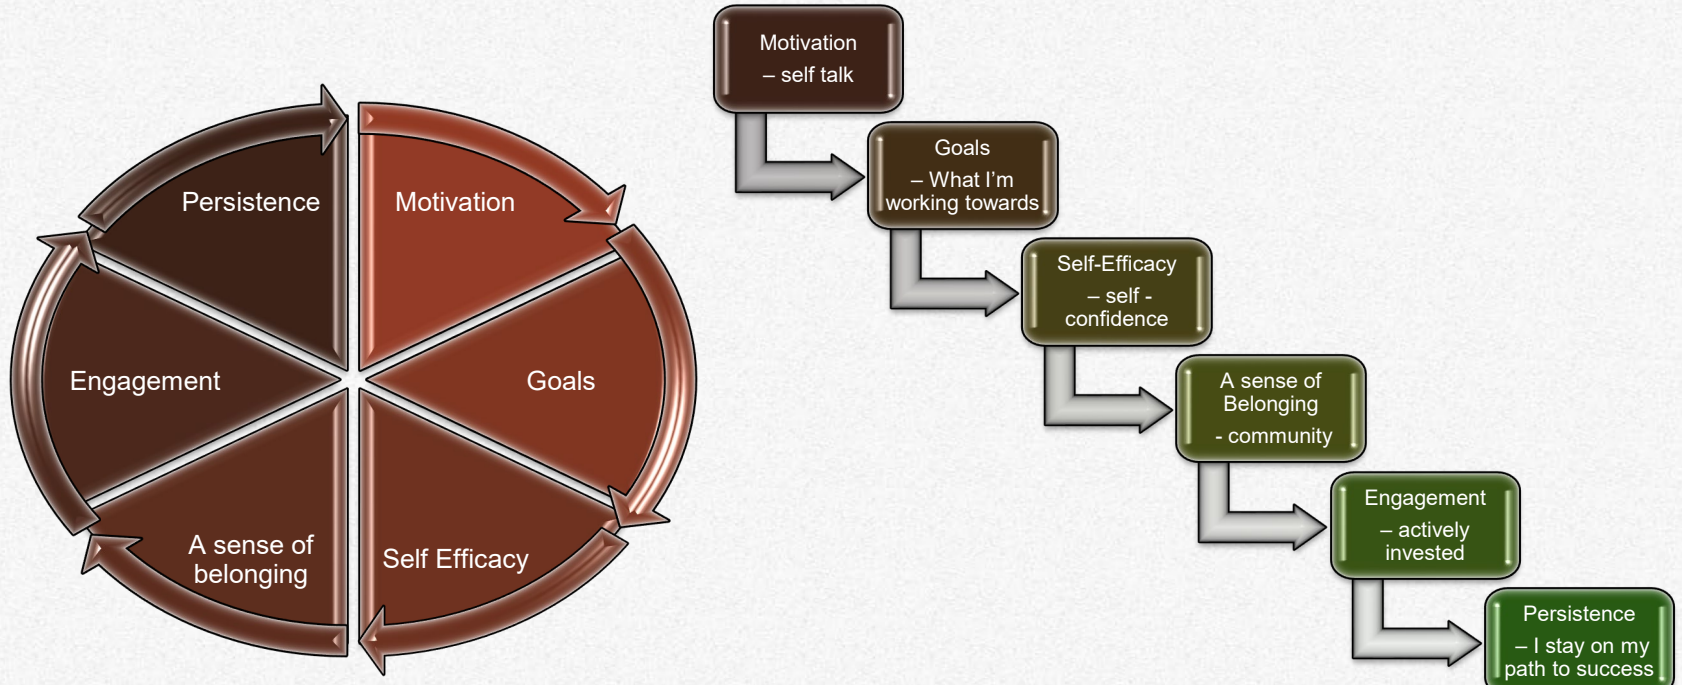 Persistence
Motivation
Engagement
Goals
A sense of
belonging
Self Efficacy
Motivation
– self talk
Goals
– What I’m
working towards
Self-Efficacy
– self -
confidence
A sense of
Belonging
- community
Engagement
– actively
invested
Persistence
– I stay on my
path to success